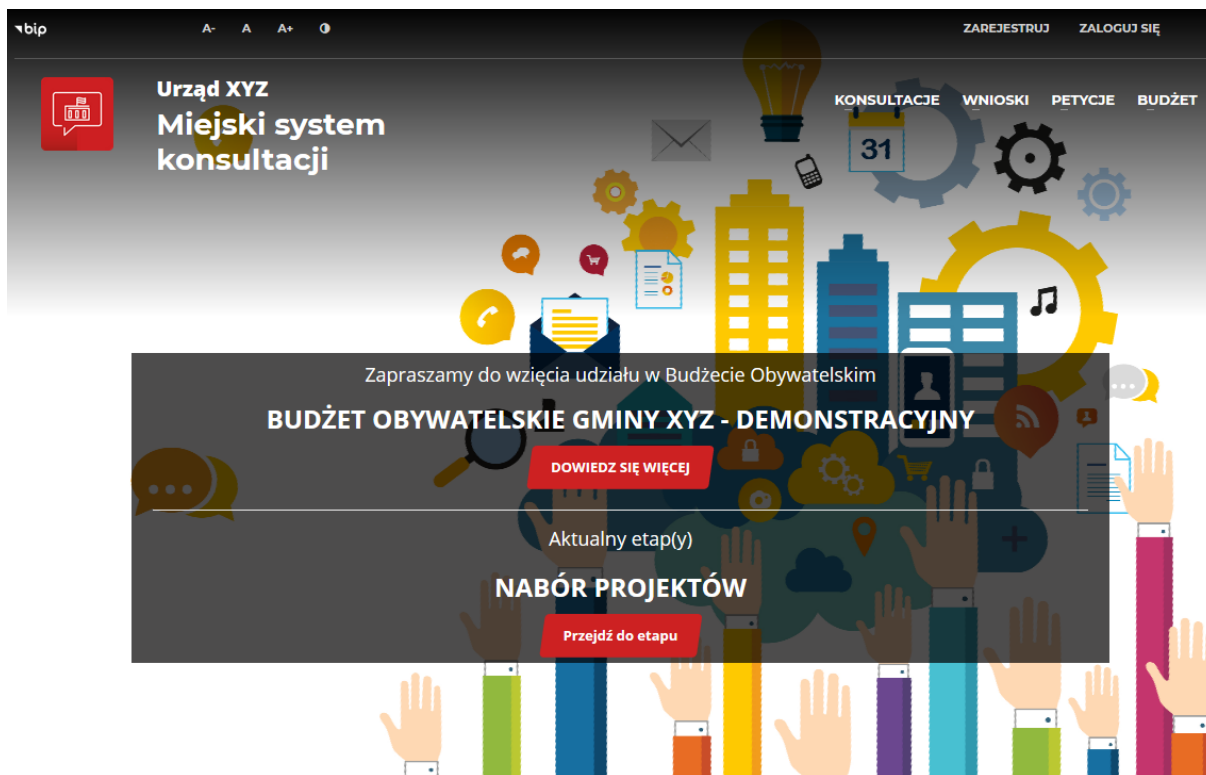 bip
A-
A
A+
ZAREJESTRUJ
ZALOGUJ SIĘ
Urząd XYZ
Miejski system
konsultacji
KONSULTACJE
WNIOSKI
PETYCJE
BUDŻET
31
Zapraszamy do wzięcia udziału w Budżecie Obywatelskim
BUDŻET OBYWATELSKIE GMINY XYZ - DEMONSTRACYJNY
DOWIEDZ SIĘ WIĘCEJ
Aktualny etap(y)
NABÓR PROJEKTÓW
Przejdź do etapu